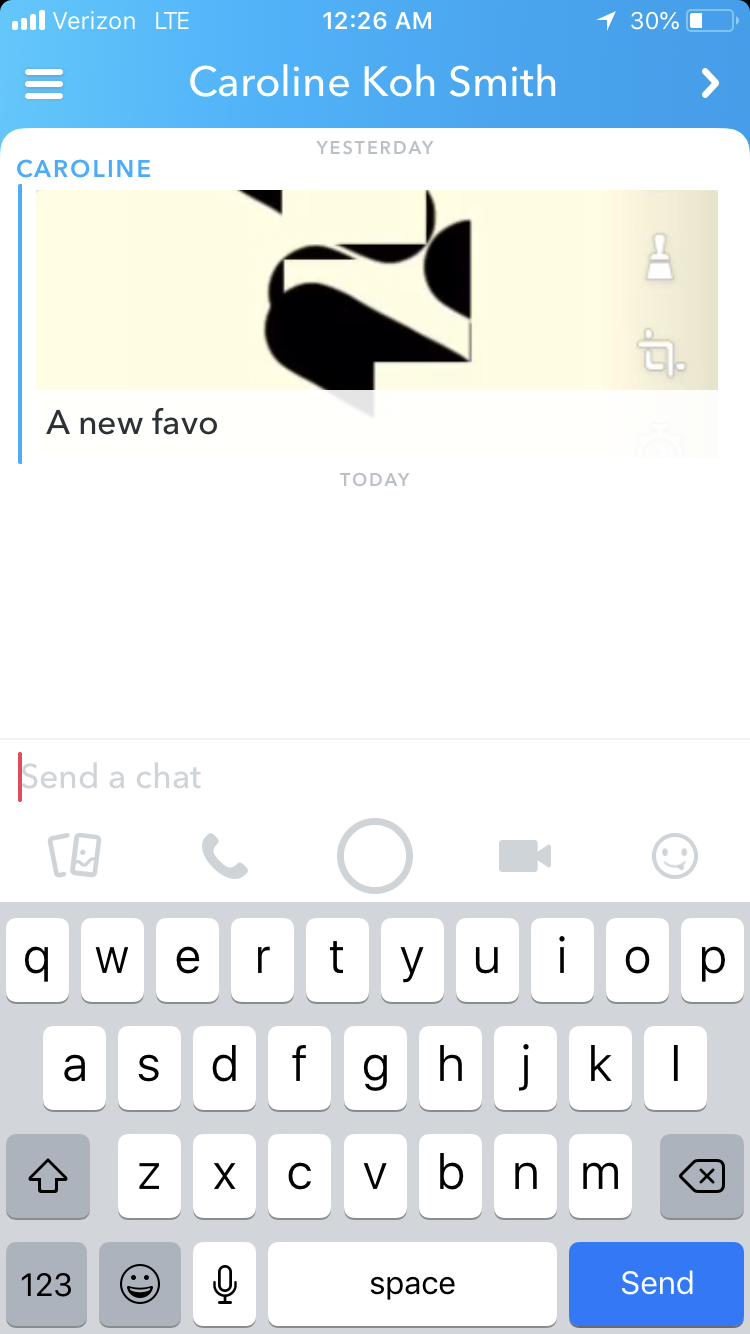 Verizon LTE 12:26 AM 30%
Caroline Koh Smith
YESTERDAY
CAROLINE
A new favo
TODAY
Send a chat
q w e r t y u i o p
a s d f g h j k l
z x c v b n m
123 space Send